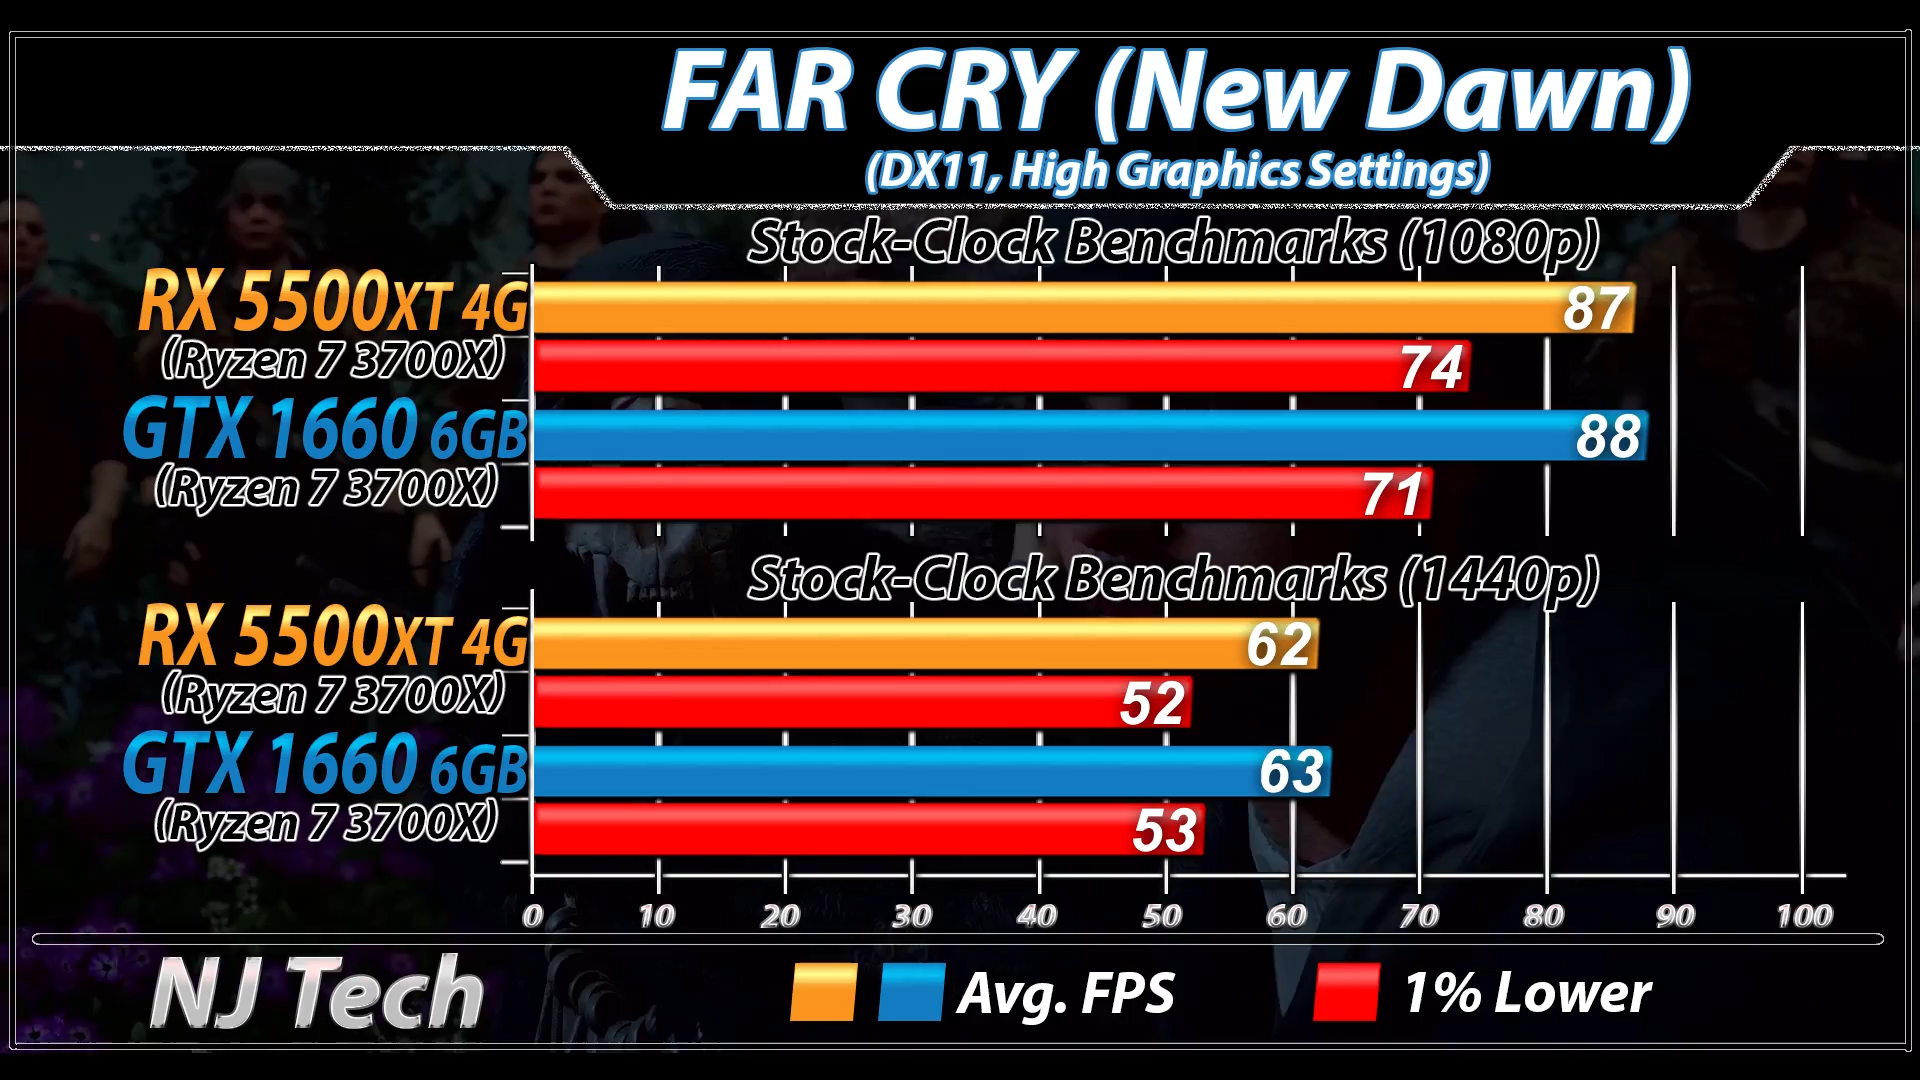 FAR CRY (New Dawn)
(DX11, High Graphics Settings)
Stock-Clock Benchmarks (1080p)
RX 5500XT 4G
87
(Ryzen 7 3700X)
74
GTX 1660 6GB
88
(Ryzen 7 3700X)
71
Stock-Clock Benchmarks (1440p)
RX 5500XT 4G
62
(Ryzen 7 3700X)
52
GTX 1660 6GB
63
(Ryzen 7 3700X)
53
0 10 20 30 40 50 60 70 80 90 100
NJ Tech
Avg. FPS
1% Lower